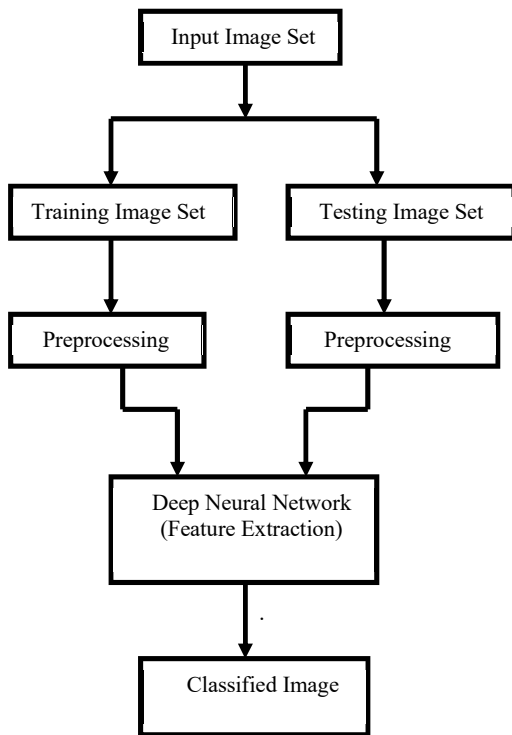 Input Image Set
Training Image Set
Testing Image Set
Preprocessing
Preprocessing
Deep Neural Network
(Feature Extraction)
.
Classified Image